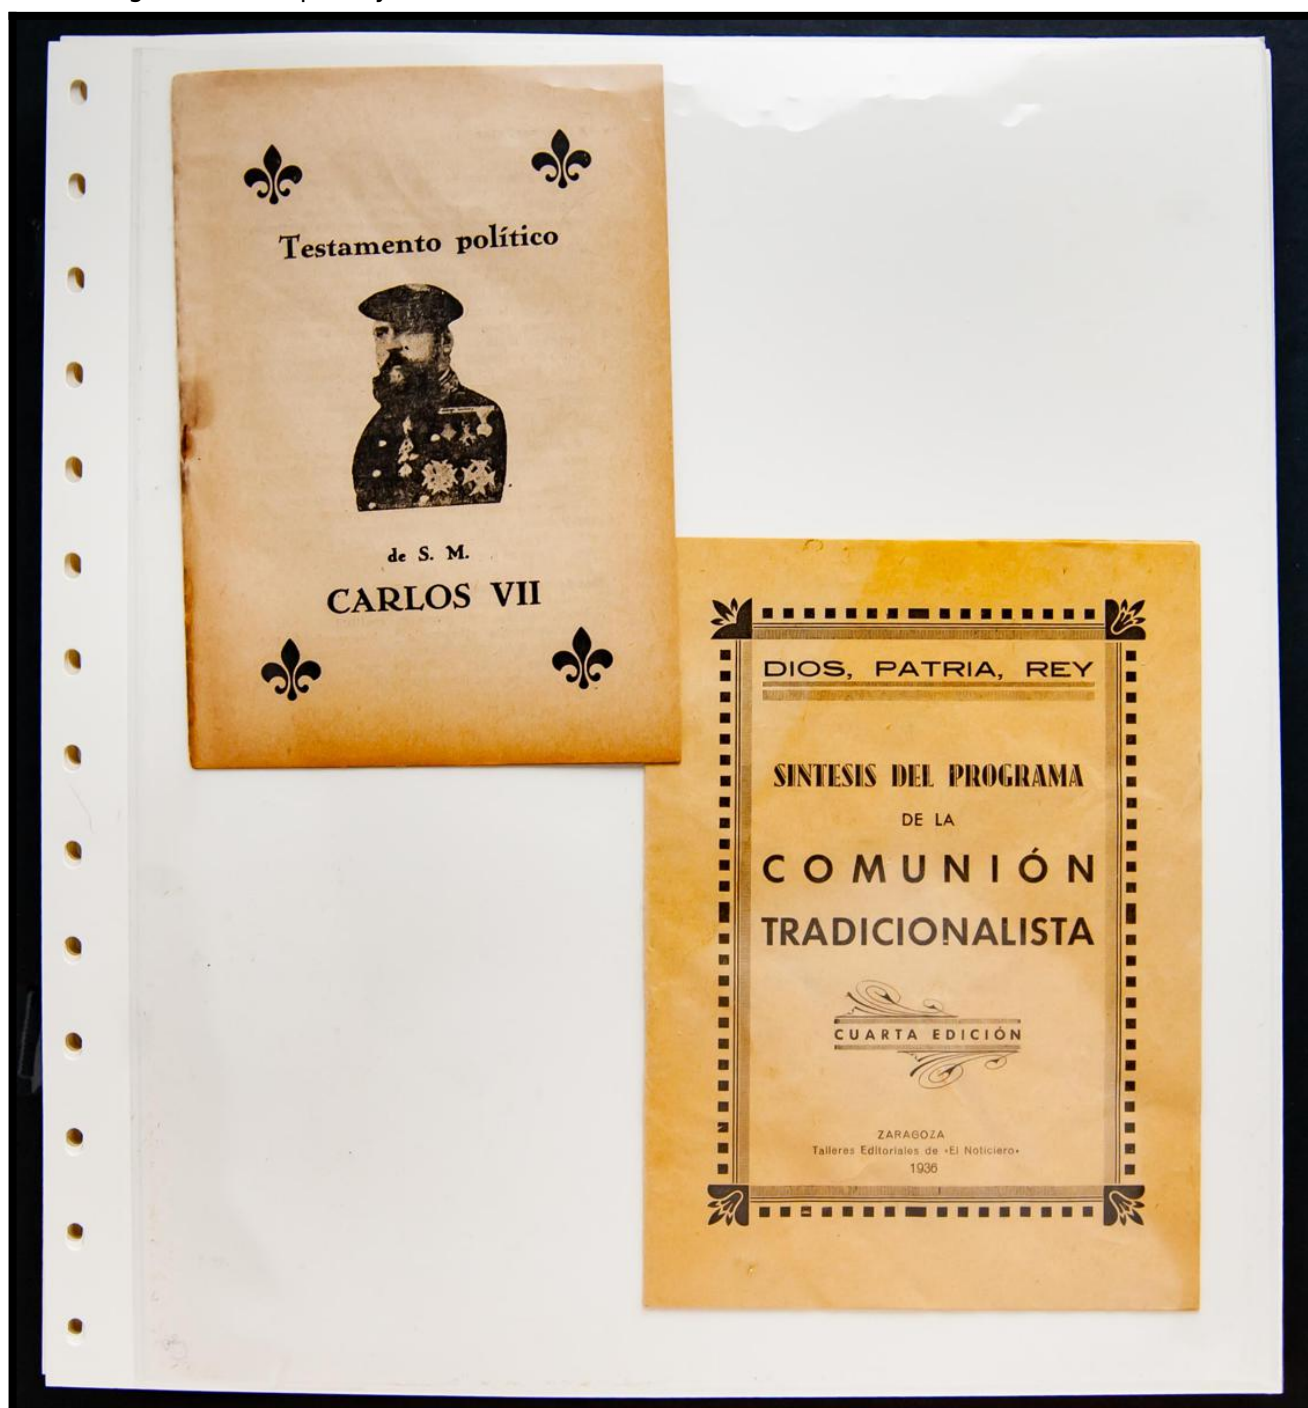 Testamento político
de S. M.
CARLOS VII
DIOS, PATRIA, REY
SINTESIS DEL PROGRAMA
DE LA
COMUNIÓN
TRADICIONALISTA
CUARTA EDICIÓN
ZARAGOZA
Talleres Editoriales de «El Noticiero»
1936